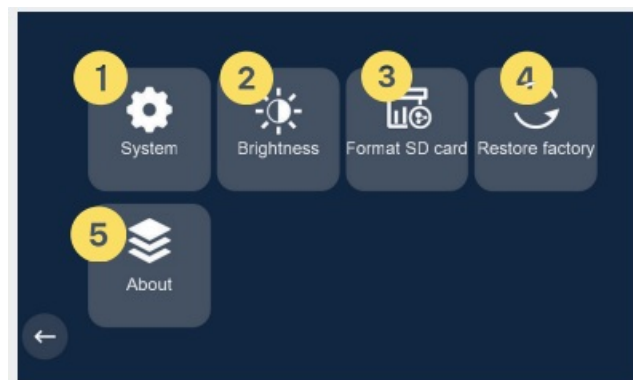 1
2
3
4
System
Brightness
Format SD card
Restore factory
5
About